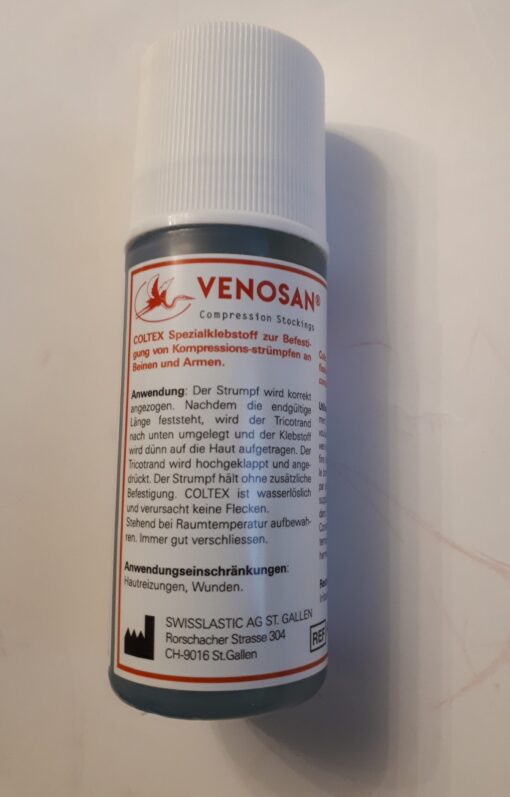 VENOSAN®
Compression Stockings
COLTEX Spezialklebstoff zur Befesti-
gung von Kompressions-strümpfen an
Beinen und Armen.
Anwendung: Der Strumpf wird korrekt
angezogen. Nachdem die endgültige
Länge feststeht, wird der Tricotrand
nach unten umgelegt und der Klebstoff
wird dünn auf die Haut aufgetragen. Der
Tricotrand wird hochgeklappt und ange-
drückt. Der Strumpf hält ohne zusätzliche
Befestigung. COLTEX ist wasserlöslich
und verursacht keine Flecken.
Stehend bei Raumtemperatur aufbewah-
ren. Immer gut verschliessen.
Anwendungseinschränkungen:
Hautreizungen, Wunden.
SWISSLASTIC AG ST. GALLEN
Rorschacher Strasse 304
CH-9016 St.Gallen
REF